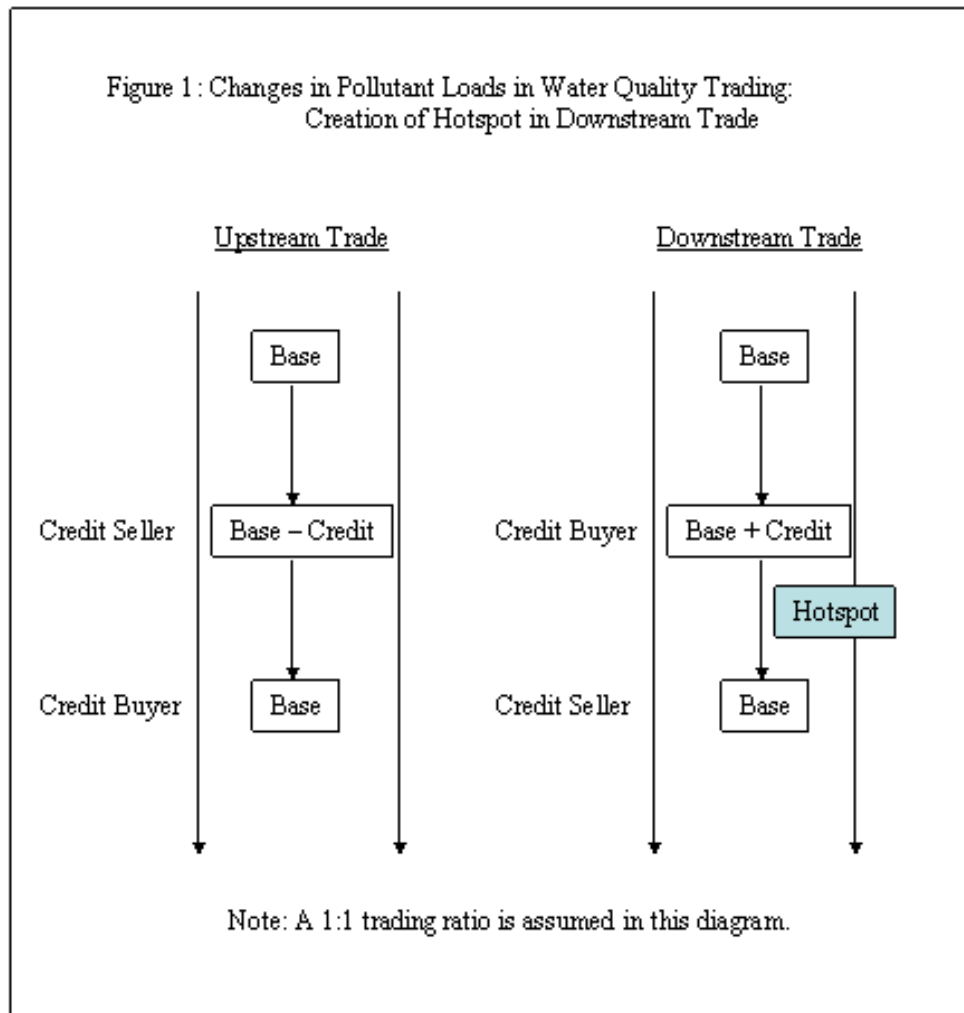 Figure 1: Changes in Pollutant Loads in Water Quality Trading:
Creation of Hotspot in Downstream Trade
Upstream Trade
Base
Credit Seller
Base – Credit
Credit Buyer
Base
Downstream Trade
Base
Credit Buyer
Base + Credit
Hotspot
Credit Seller
Base
Note: A 1:1 trading ratio is assumed in this diagram.